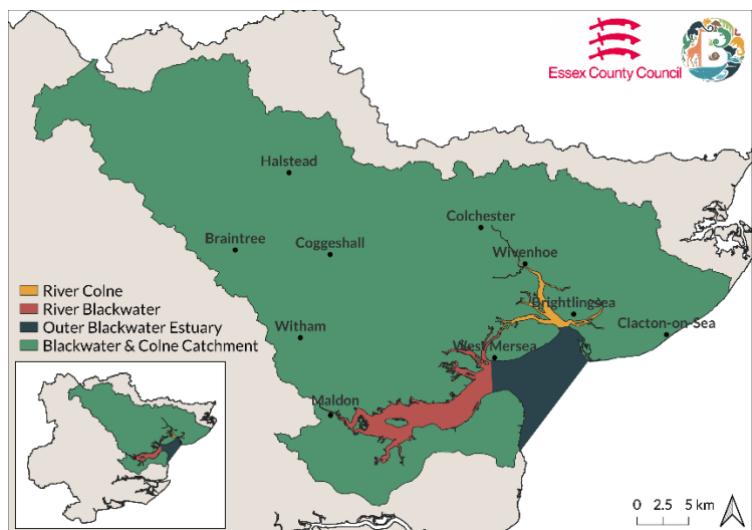 Essex County Council
B
Halstead
Colchester
Braintree
Coggeshall
Wivenhoe
River Colne
River Blackwater
Outer Blackwater Estuary
Blackwater & Colne Catchment
Brightlingsea
Witham
Clacton-on-Sea
West Mersea
Maldon
0 2.5 5 km